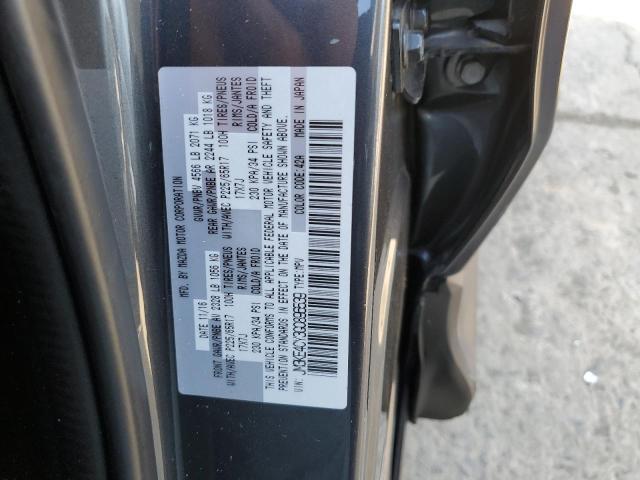 MFD. BY MAZDA MOTOR CORPORATION
DATE 11/16 GVWR/PNBV 4566 LB 2071 KG
FRONT GAWR/PNBE AV 2328 LB 1056 KG REAR GAWR/PNBE AR 2244 LB 1018 KG
WITH/AVEC P225/65R17 100H TIRES/PNEUS WITH/AVEC P225/65R17 100H TIRES/PNEUS
17X7J RIMS/JANTES 17X7J RIMS/JANTES
230 KPA/34 PSI COLD/A FROID 230 KPA/34 PSI COLD/A FROID
THIS VEHICLE CONFORMS TO ALL APPLICABLE FEDERAL MOTOR VEHICLE SAFETY AND THEFT
PREVENTION STANDARDS IN EFFECT ON THE DATE OF MANUFACTURE SHOWN ABOVE.
VIN: TYPE:MPV COLOR CODE:42A MADE IN JAPAN